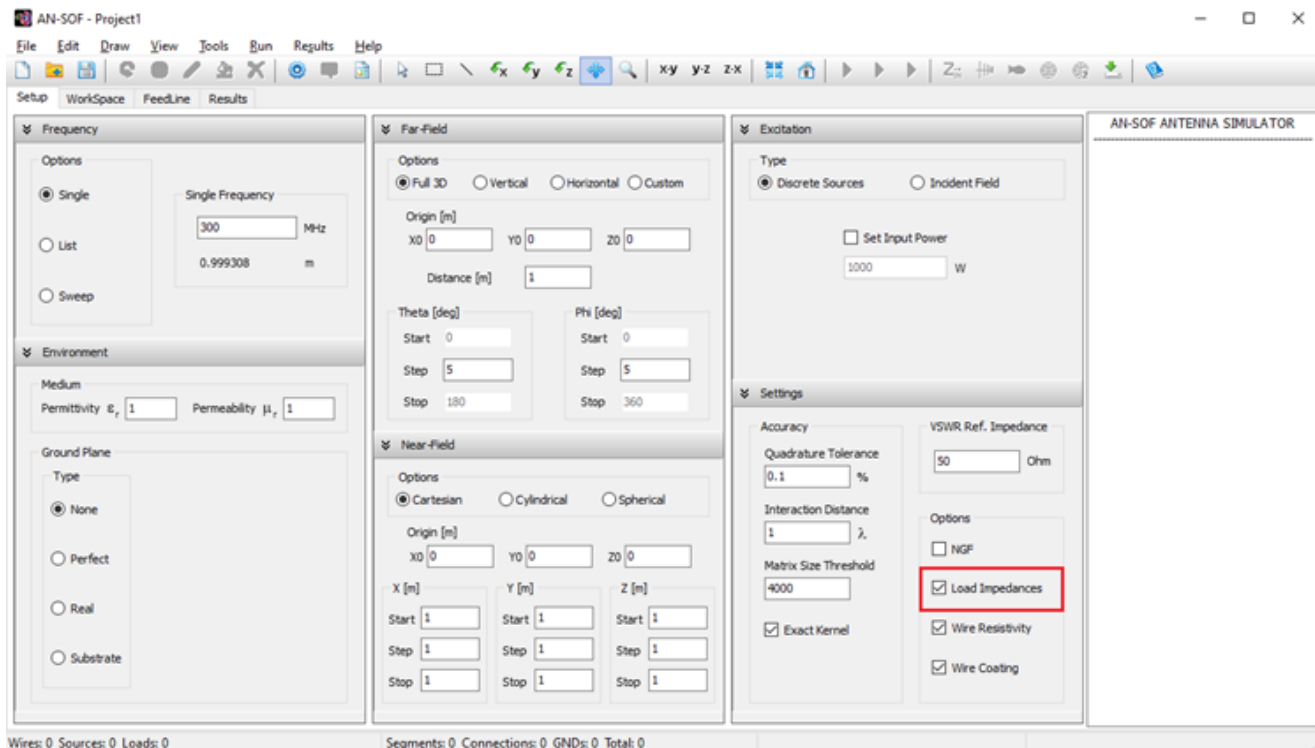 AN-SOF - Project1
File Edit Draw View Tools Run Results Help
x-y y-z z-x
Setup WorkSpace FeedLine Results
Frequency
Options
Single
List
Sweep
Single Frequency
300 MHz
0.999308 m
Environment
Medium
Permittivity εr 1 Permeability μr 1
Ground Plane
Type
None
Perfect
Real
Substrate
Far-Field
Options
Full 3D Vertical Horizontal Custom
Origin [m]
X0 0 Y0 0 Z0 0
Distance [m] 1
Theta [deg] Phi [deg]
Start 0 Start 0
Step 5 Step 5
Stop 180 Stop 360
Near-Field
Options
Cartesian Cylindrical Spherical
Origin [m]
X0 0 Y0 0 Z0 0
X [m] Y [m] Z [m]
Start 1 Start 1 Start 1
Step 1 Step 1 Step 1
Stop 1 Stop 1 Stop 1
Excitation
Type
Discrete Sources Incident Field
Set Input Power
1000 W
Settings
Accuracy
Quadrature Tolerance
0.1 %
Interaction Distance
1 λ
Matrix Size Threshold
4000
Exact Kernel
VSWR Ref. Impedance
50 Ohm
Options
NGF
Load Impedances
Wire Resistivity
Wire Coating
AN-SOF ANTENNA SIMULATOR
Wires: 0 Sources: 0 Loads: 0 Segments: 0 Connections: 0 GNDs: 0 Total: 0